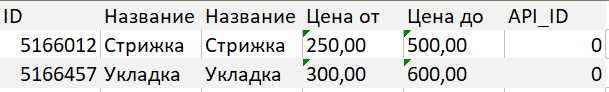 ID Название Название Цена от Цена до API_ID
5166012 Стрижка Стрижка 250,00 500,00 0
5166457 Укладка Укладка 300,00 600,00 0